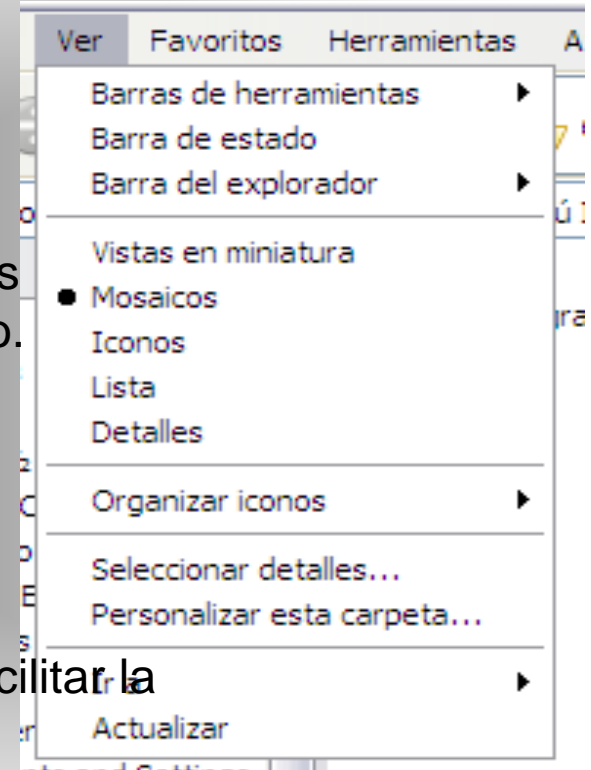 Ver Favoritos Herramientas A
Barras de herramientas
Barra de estado
Barra del explorador
Vistas en miniatura
Mosaicos
Iconos
Lista
Detalles
Organizar iconos
Seleccionar detalles...
Personalizar esta carpeta...
cilitar la
Ir a
Actualizar